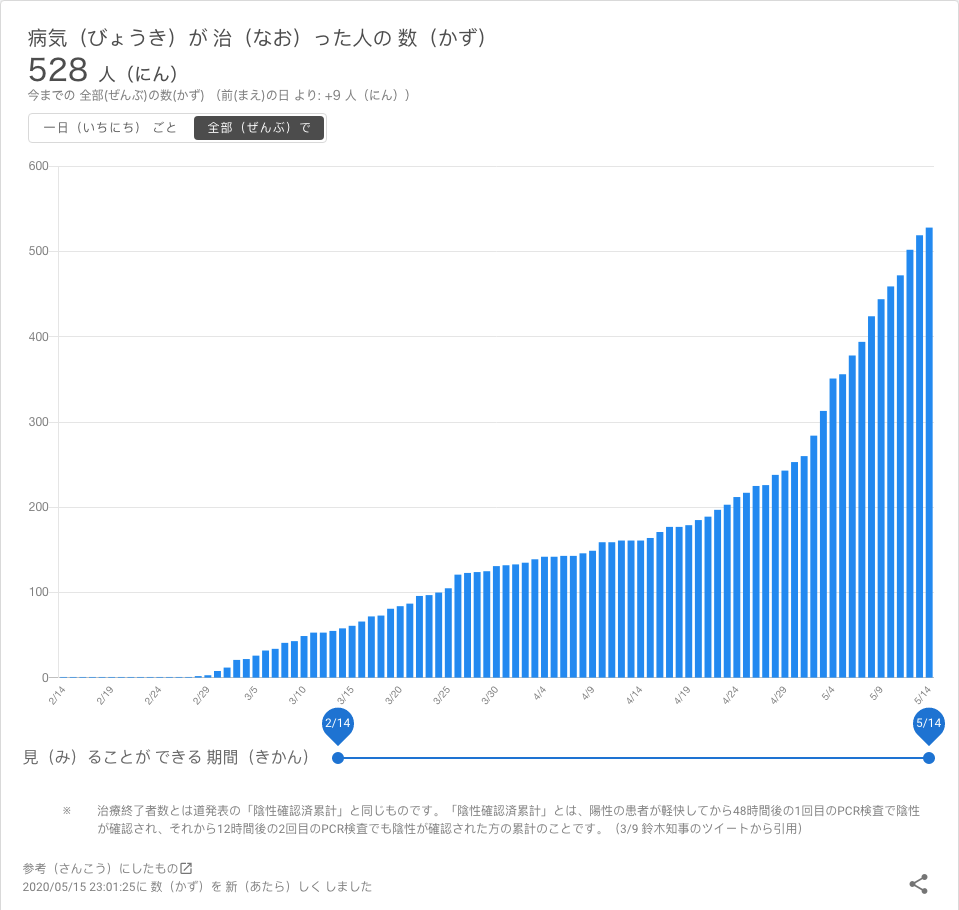 病気（びょうき）が 治（なお）った人の 数（かず）
528 人（にん）
今までの 全部(ぜんぶ)の数(かず) （前(まえ)の日 より: +9 人（にん））
一日（いちにち） ごと 全部（ぜんぶ）で
600
500
400
300
200
100
0
2/14 2/19 2/24 2/29 3/5 3/10 3/15 3/20 3/25 3/30 4/4 4/9 4/14 4/19 4/24 4/29 5/4 5/9 5/14
2/14 5/14
見（み）ることが できる 期間（きかん）
※ 治療終了者数とは道発表の「陰性確認済累計」と同じものです。「陰性確認済累計」とは、陽性の患者が軽快してから48時間後の1回目のPCR検査で陰性
が確認され、それから12時間後の2回目のPCR検査でも陰性が確認された方の累計のことです。（3/9 鈴木知事のツイートから引用）
参考（さんこう）にしたもの
2020/05/15 23:01:25に 数（かず）を 新（あたら）しく しました